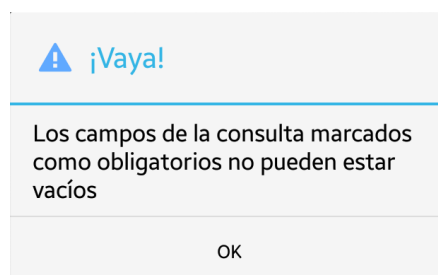 ¡Vaya!
Los campos de la consulta marcados
como obligatorios no pueden estar
vacíos
OK